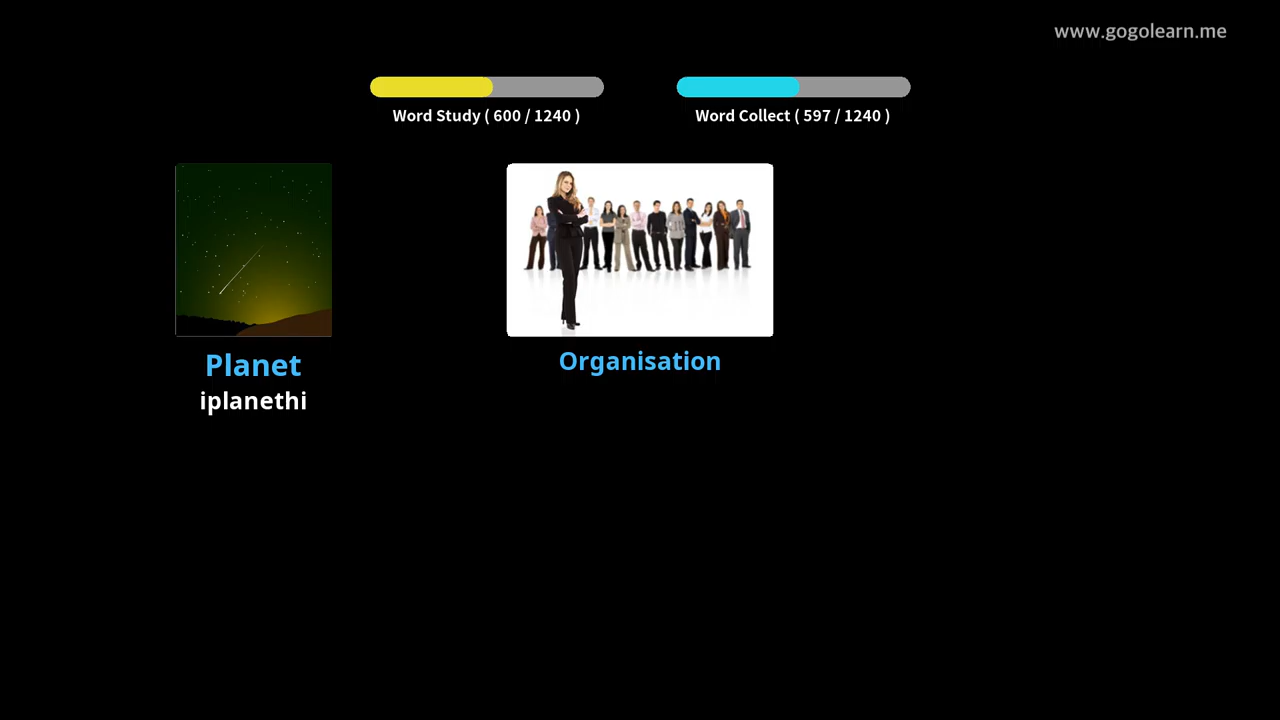 www.gogolearn.me
Word Study ( 600 / 1240 )
Word Collect ( 597 / 1240 )
Planet
iplanethi
Organisation